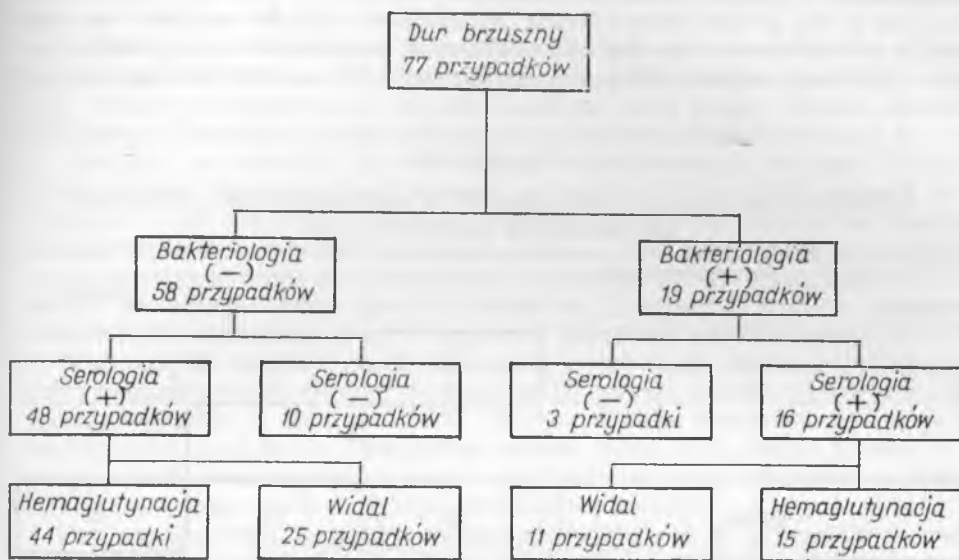 Dur brzuszny
77 przypadków
Bakteriologia
(—)
58 przypadków
Bakteriologia
(+)
19 przypadków
Serologia
(+)
48 przypadków
Serologia
(—)
10 przypadków
Serologia
(—)
3 przypadki
Serologia
(+)
16 przypadków
Hemaglutynacja
44 przypadki
Widal
25 przypadków
Widal
11 przypadków
Hemaglutynacja
15 przypadków